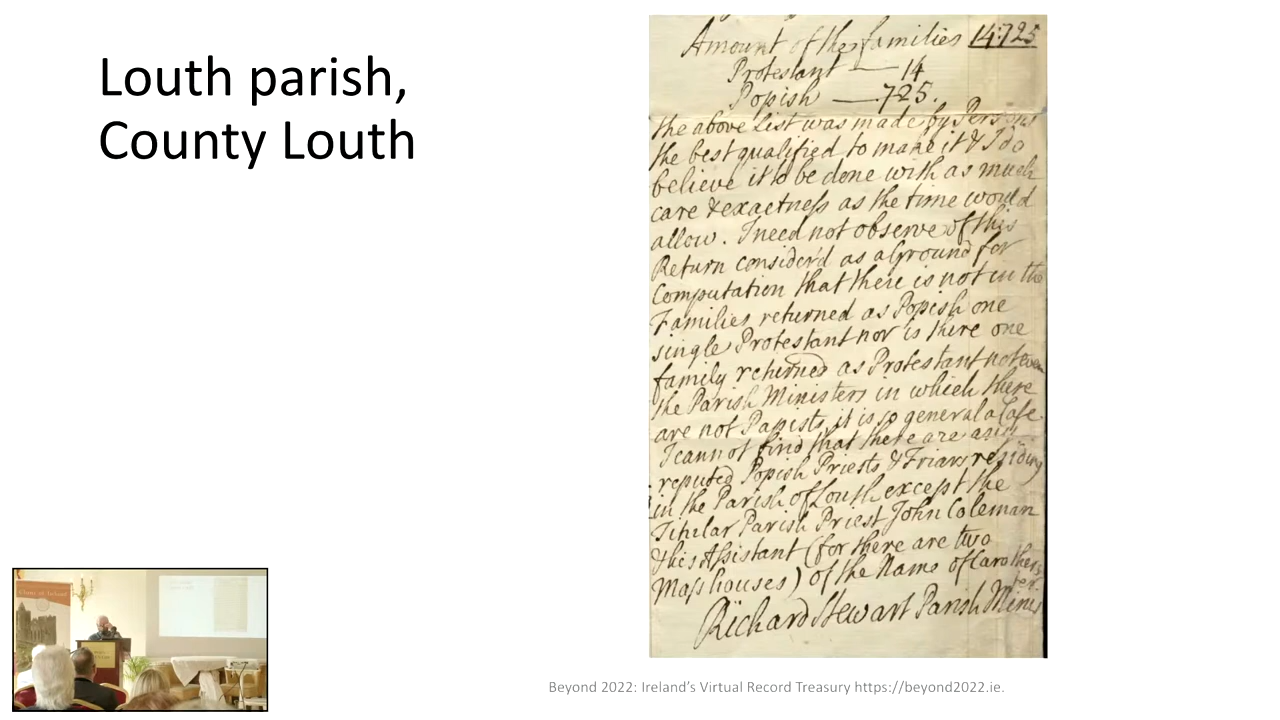 Louth parish,
County Louth
Amount of the families 14:725
Protestant — 14
Popish — 725.
the above List was made by Persons
the best qualified to make it & I do
believe it to be done with as much
care & exactness as the time would
allow. I need not observe of this
Return consider'd as a Ground for
Computation that there is not in the
Families returned as Popish one
single Protestant nor is there one
family returned as Protestant not even
the Parish Ministers in which there
are not Papists, it is so general a Case.
I cannot find that there are any
reputed Popish Priests & Friars residing
in the Parish of Louth except the
Titular Parish Priest John Coleman
& his Assistant (for there are two
Mass houses) of the Name of Carothers
Richard Stewart Parish Minister
Beyond 2022: Ireland's Virtual Record Treasury https://beyond2022.ie.